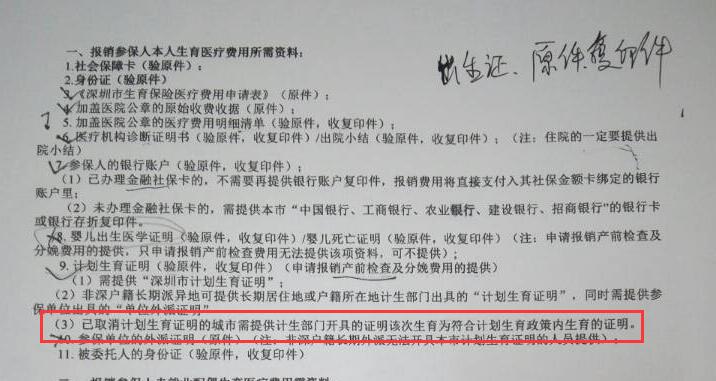 一、报销参保人本人生育医疗费用所需资料：
出生证、原件复印件
1.社会保障卡（验原件）；
2.身份证（验原件）
3.《深圳市生育保险医疗费用申请表》（原件）；
4.加盖医院公章的原始收费收据（原件）；
5.加盖医院公章的医疗费用明细清单（验原件，收复印件）；
6.医疗机构诊断证明书（验原件，收复印件）/出院小结（验原件，收复印件）；（注：住院的一定要提供出
院小结）
7.参保人的银行账户（验原件，收复印件）；
（1）已办理金融社保卡的，不需要再提供银行账户复印件，报销费用将直接支付入其社保金额卡绑定的银行
账户里；
（2）未办理金融社保卡的，需提供本市“中国银行、工商银行、农业银行、建设银行、招商银行”的银行卡
或银行存折复印件。
8.婴儿出生医学证明（验原件，收复印件）/婴儿死亡证明（验原件，收复印件）（注：申请报销产前检查及
分娩费用的提供，只申请报销产前检查费用无法提供该项资料，可不提供）；
9.计划生育证明（验原件，收复印件）（申请报销产前检查及分娩费用的提供）
（1）需提供“深圳市计划生育证明”，
（2）非深户籍长期派异地可提供长期居住地或户籍所在地计生部门出具的“计划生育证明”，同时需提供参
保单位出具的“单位外派证明”
（3）已取消计划生育证明的城市需提供计生部门开具的证明该次生育为符合计划生育政策内生育的证明。
10.参保单位的外派证明（原件）（注：非深户籍长期外派无法开具本市计划生育证明的人员提供）；
11.被委托人的身份证（验原件，收复印件）